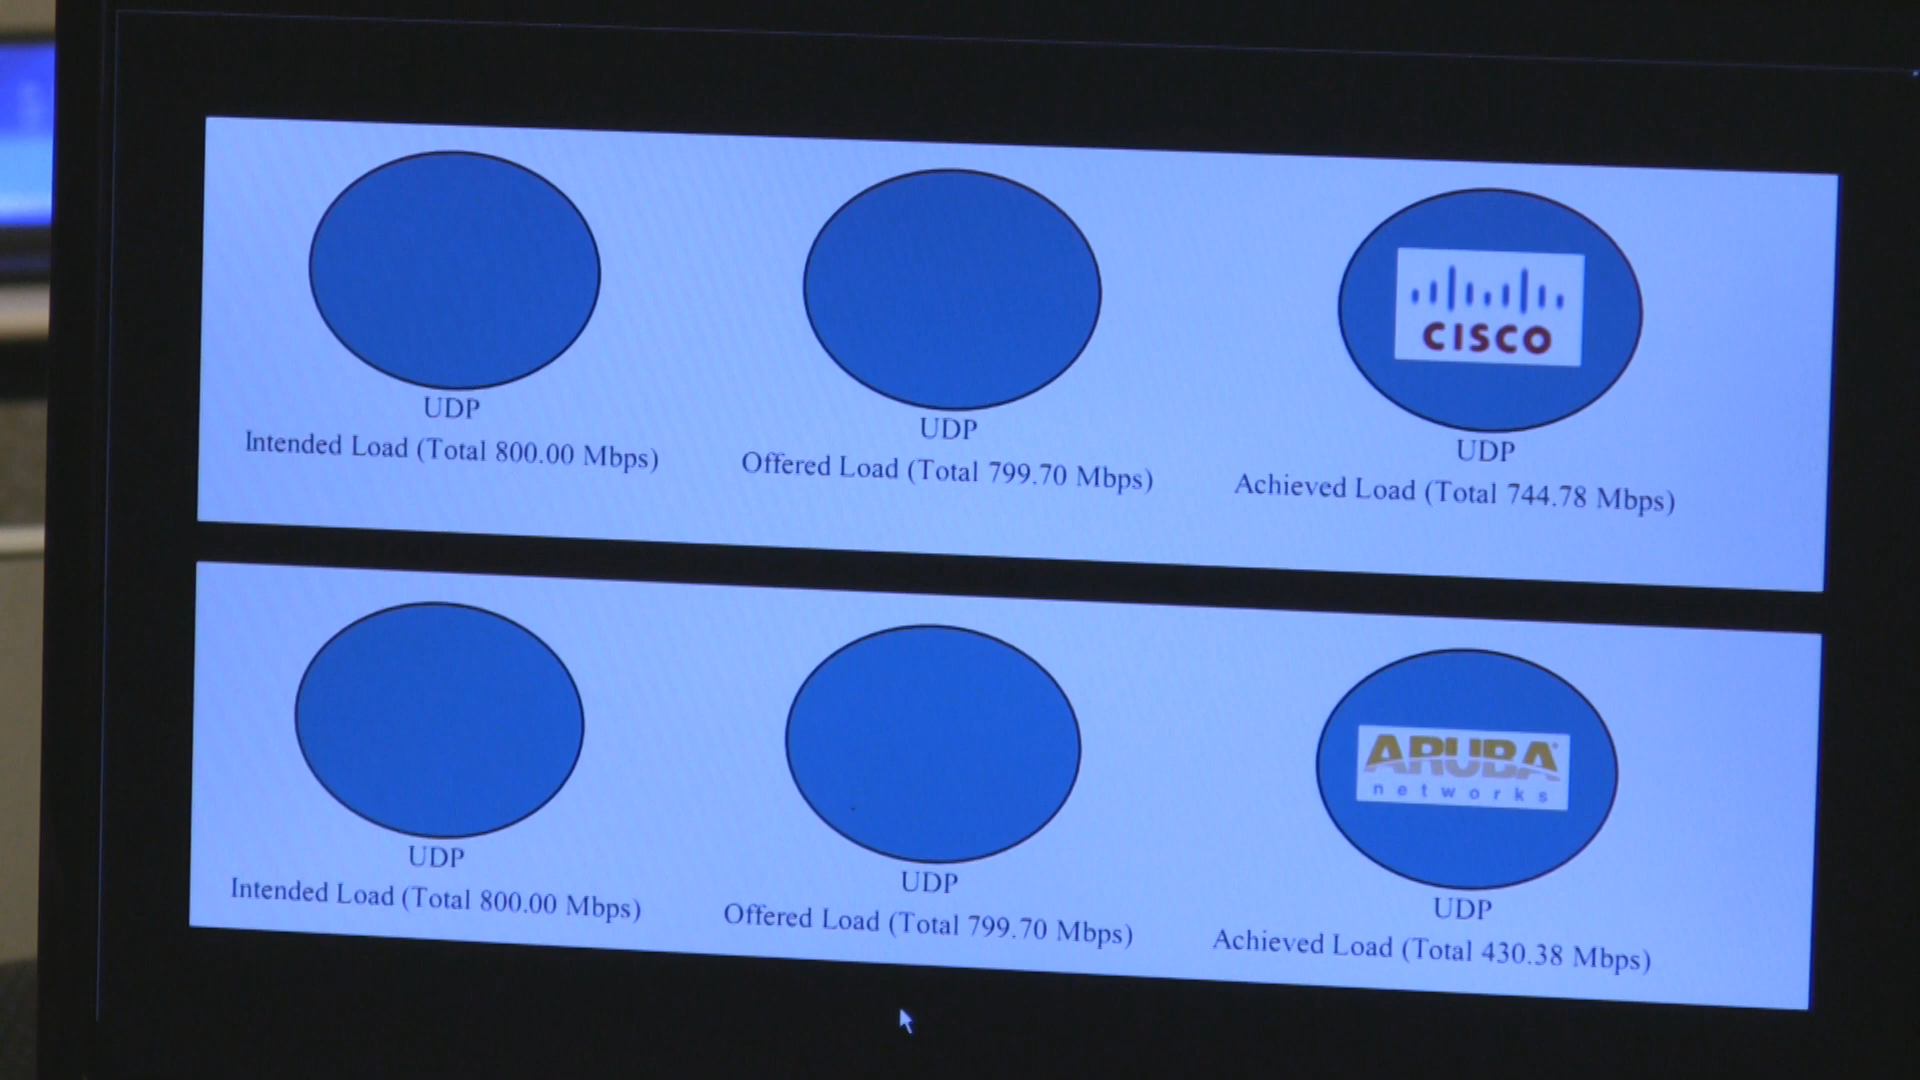 UDP
Intended Load (Total 800.00 Mbps)
UDP
Offered Load (Total 799.70 Mbps)
CISCO
UDP
Achieved Load (Total 744.78 Mbps)
UDP
Intended Load (Total 800.00 Mbps)
UDP
Offered Load (Total 799.70 Mbps)
ARUBA
networks
UDP
Achieved Load (Total 430.38 Mbps)